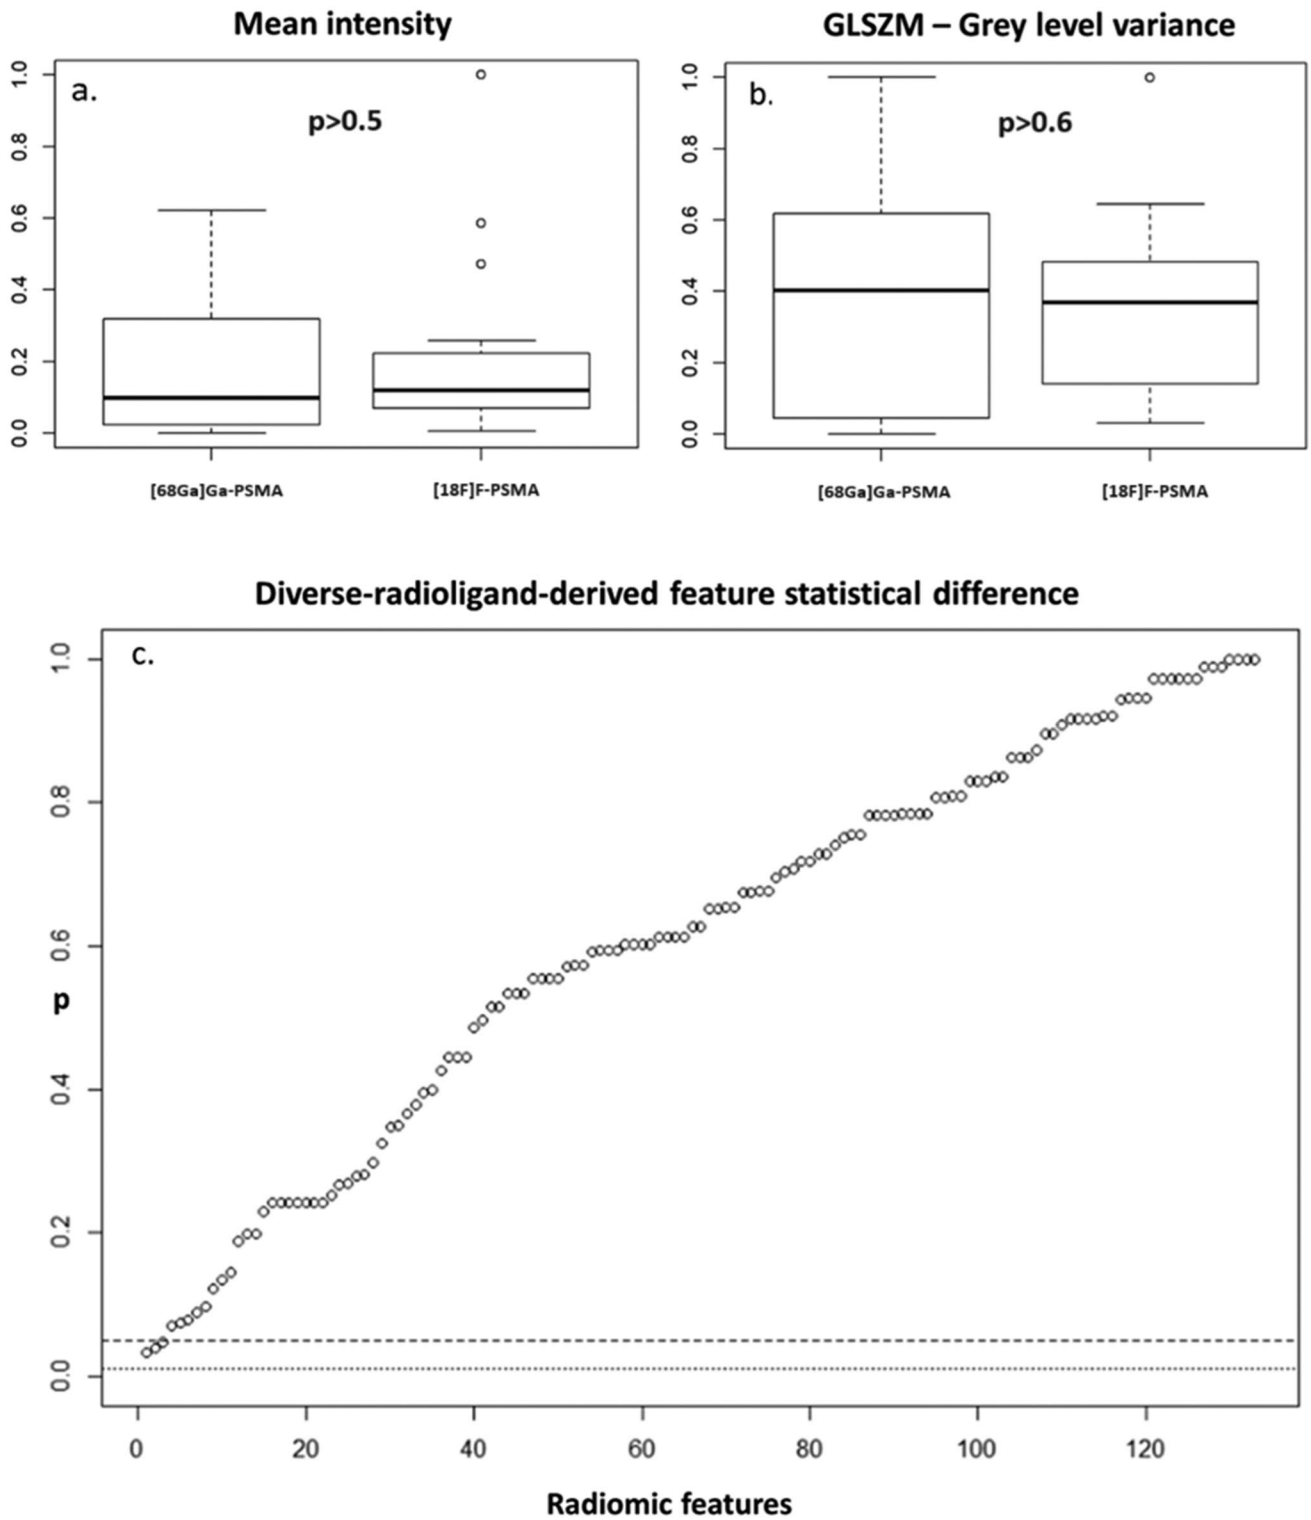 Mean intensity
GLSZM – Grey level variance
a.
p>0.5
0.0 0.2 0.4 0.6 0.8 1.0
[68Ga]Ga-PSMA [18F]F-PSMA
b.
p>0.6
0.0 0.2 0.4 0.6 0.8 1.0
[68Ga]Ga-PSMA [18F]F-PSMA
Diverse-radioligand-derived feature statistical difference
c.
p
0.0 0.2 0.4 0.6 0.8 1.0
0 20 40 60 80 100 120
Radiomic features